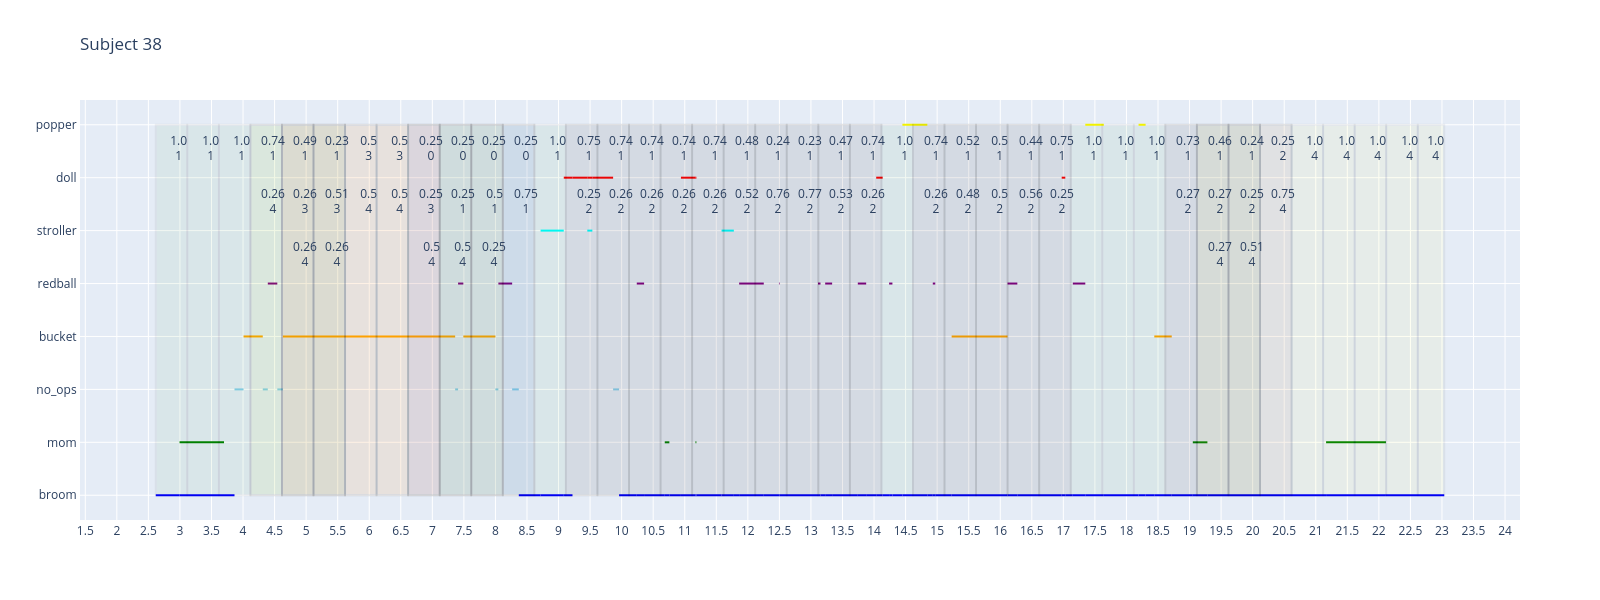 Subject 38
popper
1.0 1.0 1.0 0.74 0.49 0.23 0.5 0.5 0.25 0.25 0.25 0.25 1.0 0.75 0.74 0.74 0.74 0.74 0.48 0.24 0.23 0.47 0.74 1.0 0.74 0.52 0.5 0.44 0.75 1.0 1.0 1.0 0.73 0.46 0.24 0.25 1.0 1.0 1.0 1.0 1.0
1 1 1 1 1 1 3 3 0 0 0 0 1 1 1 1 1 1 1 1 1 1 1 1 1 1 1 1 1 1 1 1 1 1 1 2 4 4 4 4 4
doll
0.26 0.26 0.51 0.5 0.5 0.25 0.25 0.5 0.75 0.25 0.26 0.26 0.26 0.26 0.52 0.76 0.77 0.53 0.26 0.26 0.48 0.5 0.56 0.25 0.27 0.27 0.25 0.75
4 3 3 4 4 3 1 1 1 2 2 2 2 2 2 2 2 2 2 2 2 2 2 2 2 2 2 4
stroller
0.26 0.26 0.5 0.5 0.25 0.27 0.51
4 4 4 4 4 4 4
redball
bucket
no_ops
mom
broom
1.5 2 2.5 3 3.5 4 4.5 5 5.5 6 6.5 7 7.5 8 8.5 9 9.5 10 10.5 11 11.5 12 12.5 13 13.5 14 14.5 15 15.5 16 16.5 17 17.5 18 18.5 19 19.5 20 20.5 21 21.5 22 22.5 23 23.5 24